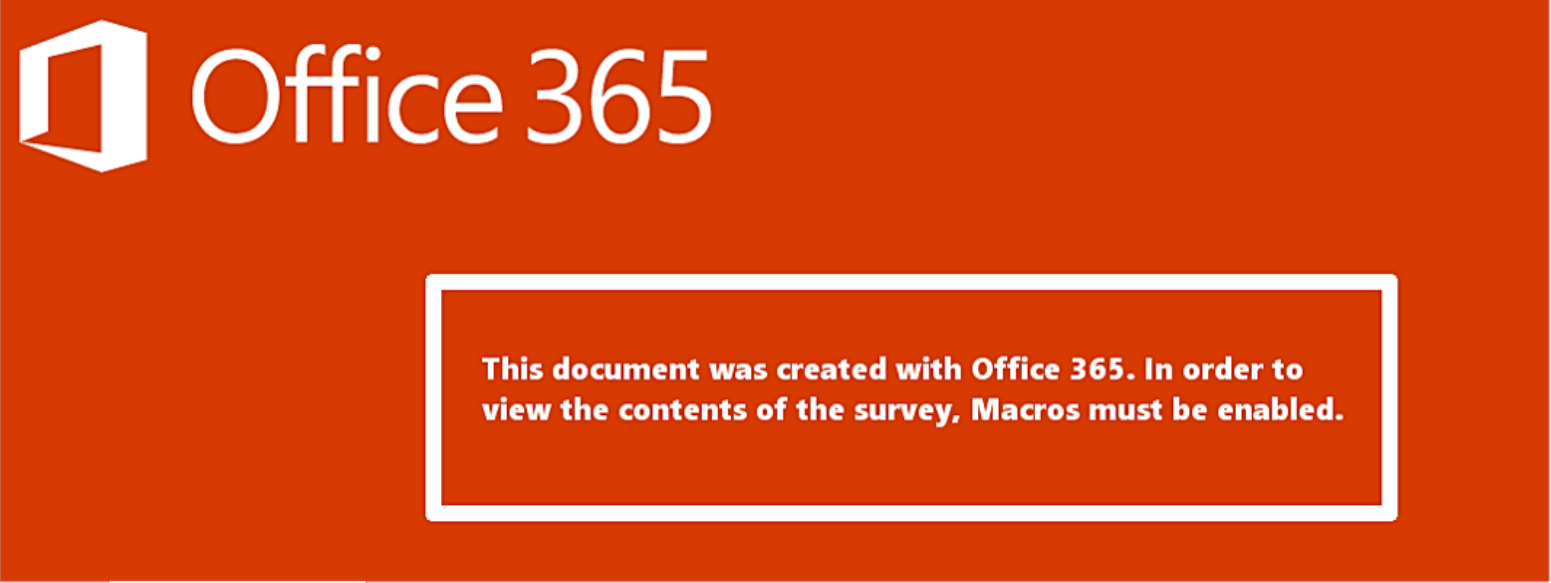 Office 365
This document was created with Office 365. In order to
view the contents of the survey, Macros must be enabled.